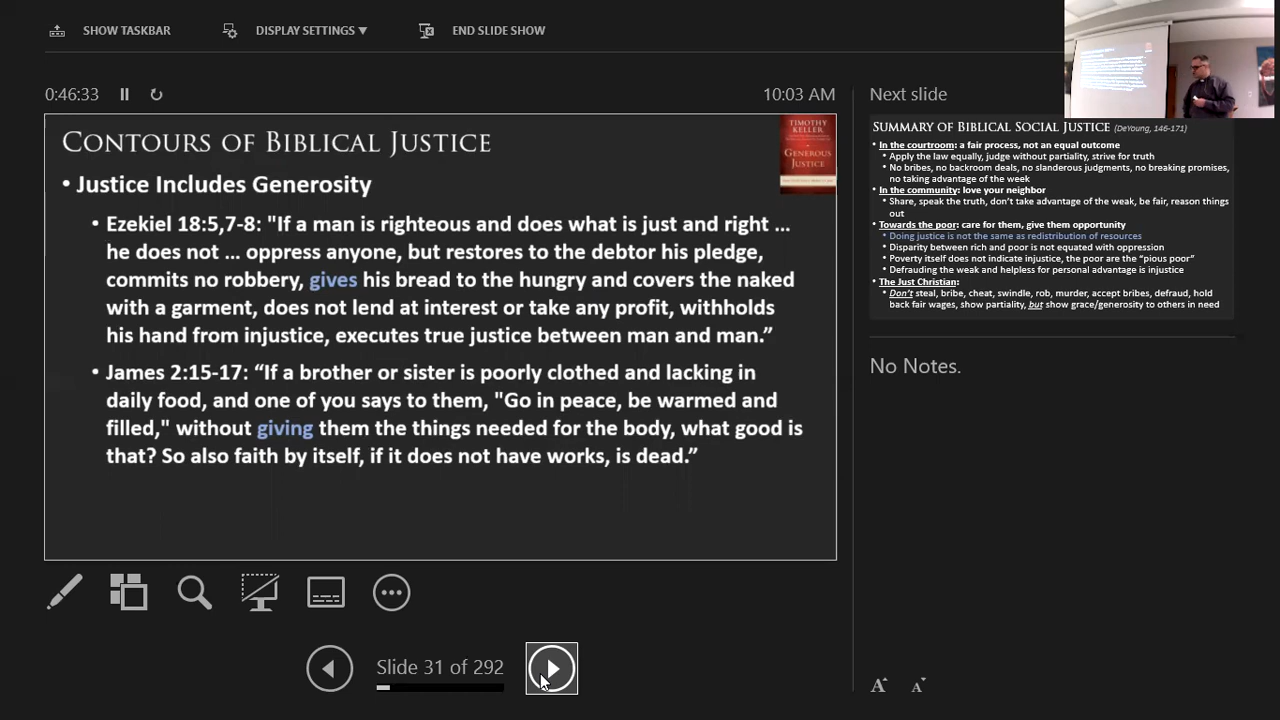 SHOW TASKBAR
DISPLAY SETTINGS
END SLIDE SHOW
0:46:33
10:03 AM
CONTOURS OF BIBLICAL JUSTICE
TIMOTHY
KELLER
GENEROUS
JUSTICE
• Justice Includes Generosity
• Ezekiel 18:5,7-8: "If a man is righteous and does what is just and right ...
he does not ... oppress anyone, but restores to the debtor his pledge,
commits no robbery, gives his bread to the hungry and covers the naked
with a garment, does not lend at interest or take any profit, withholds
his hand from injustice, executes true justice between man and man.”
• James 2:15-17: “If a brother or sister is poorly clothed and lacking in
daily food, and one of you says to them, "Go in peace, be warmed and
filled," without giving them the things needed for the body, what good is
that? So also faith by itself, if it does not have works, is dead.”
Slide 31 of 292
Next slide
SUMMARY OF BIBLICAL SOCIAL JUSTICE (DeYoung, 146-171)
• In the courtroom: a fair process, not an equal outcome
• Apply the law equally, judge without partiality, strive for truth
• No bribes, no backroom deals, no slanderous judgments, no breaking promises,
no taking advantage of the weak
• In the community: love your neighbor
• Share, speak the truth, don't take advantage of the weak, be fair, reason things
out
• Towards the poor: care for them, give them opportunity
• Doing justice is not the same as redistribution of resources
• Disparity between rich and poor is not equated with oppression
• Poverty itself does not indicate injustice, the poor are the “pious poor”
• Defrauding the weak and helpless for personal advantage is injustice
• The Just Christian:
• Don't steal, bribe, cheat, swindle, rob, murder, accept bribes, defraud, hold
back fair wages, show partiality, but show grace/generosity to others in need
No Notes.
A A